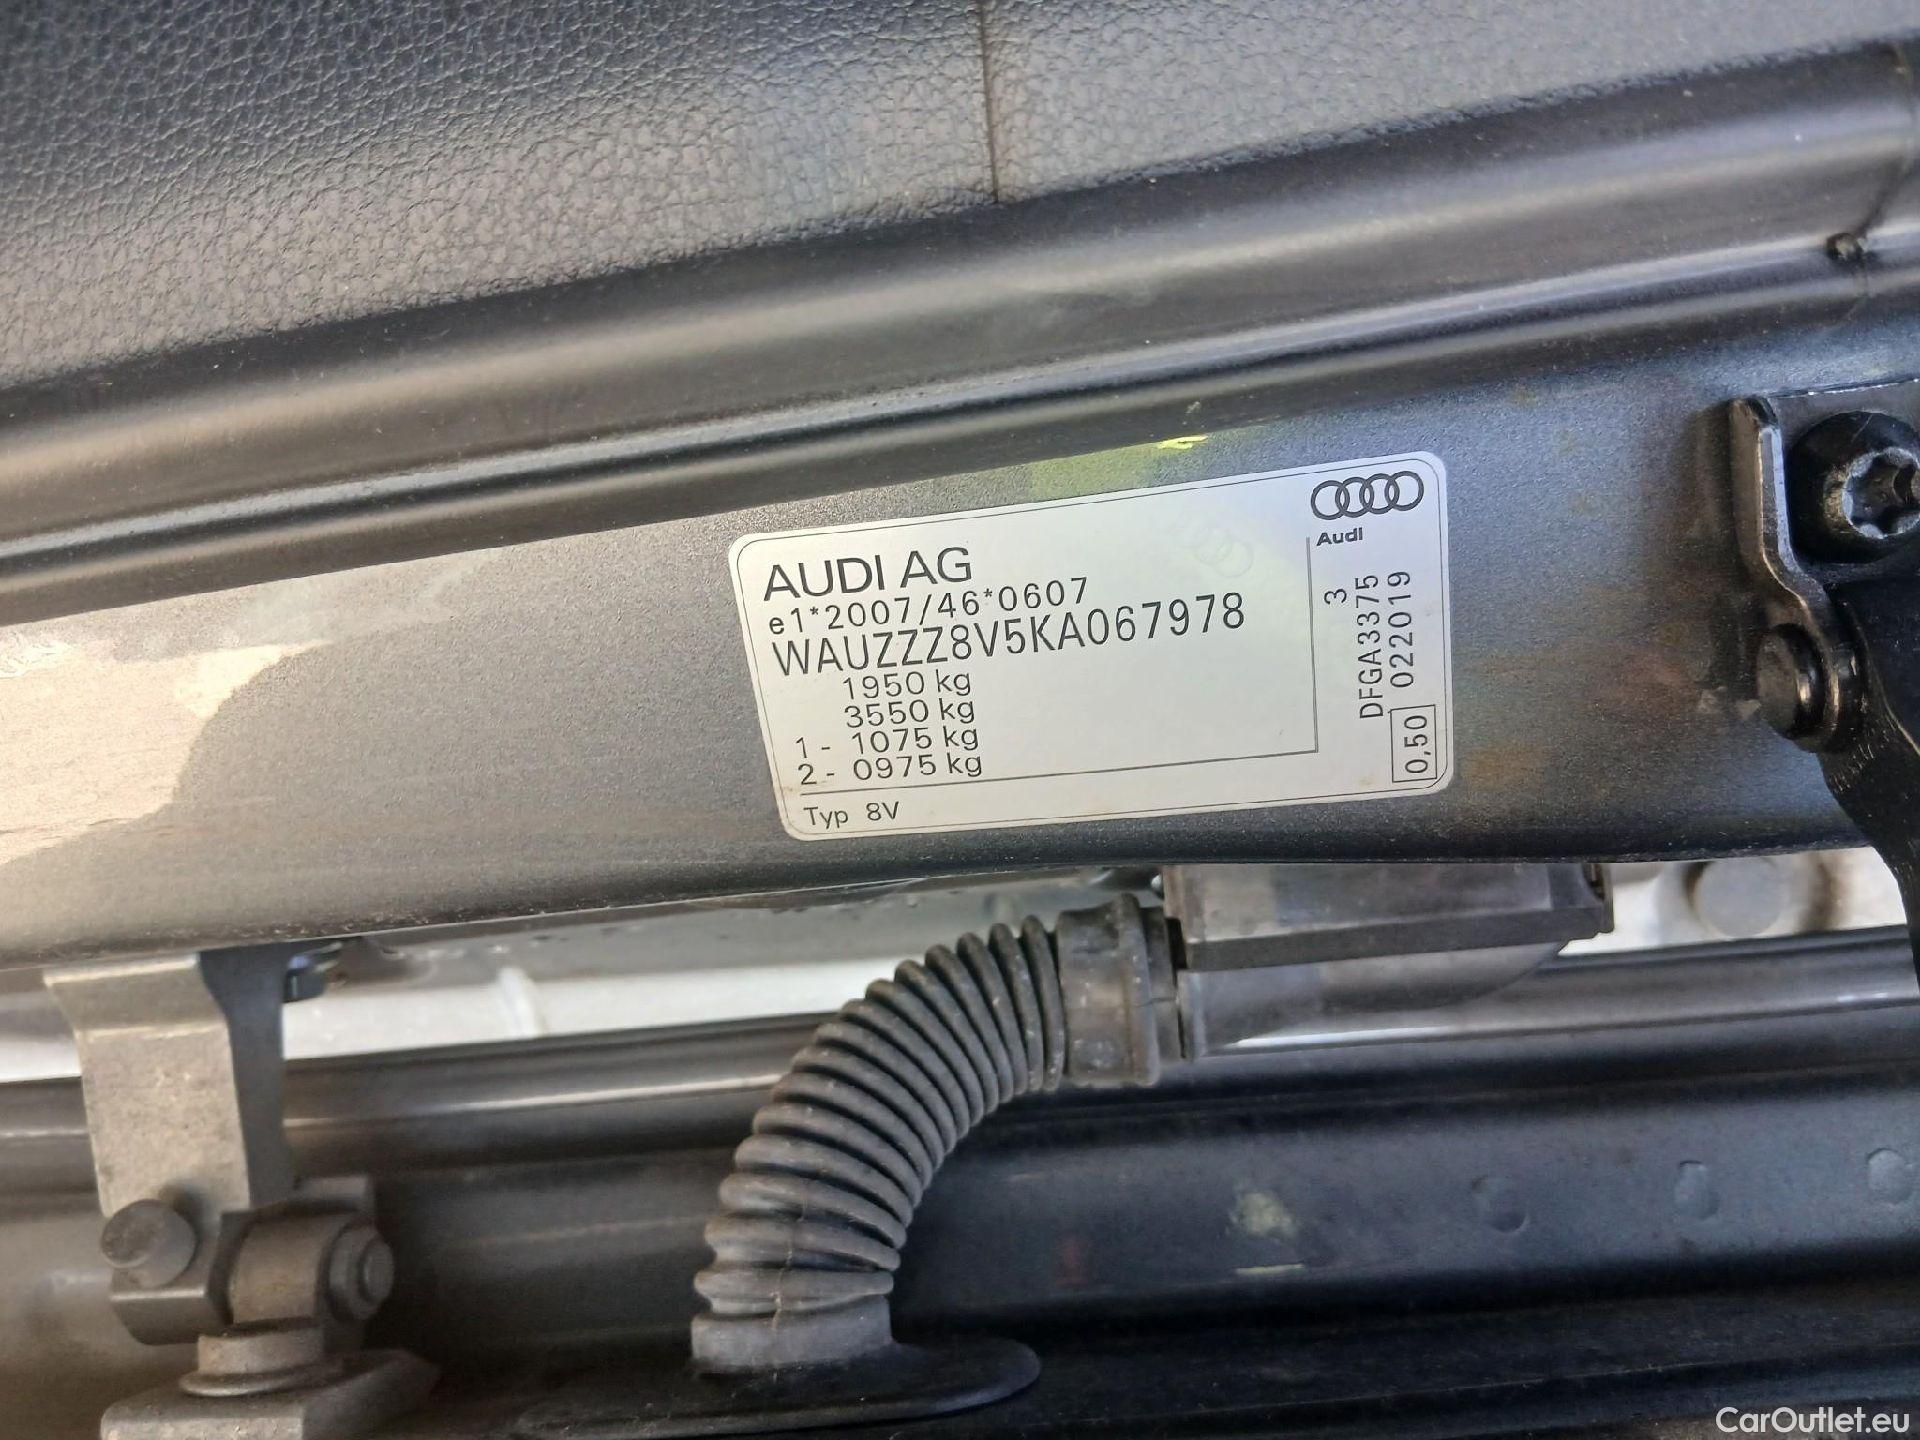 AUDI AG
e1*2007/46*0607
WAUZZZ8V5KA067978
1950 kg
3550 kg
1 - 1075 kg
2 - 0975 kg
Typ 8V
Audi
3
DFGA3375
022019
0,50
CarOutlet.eu